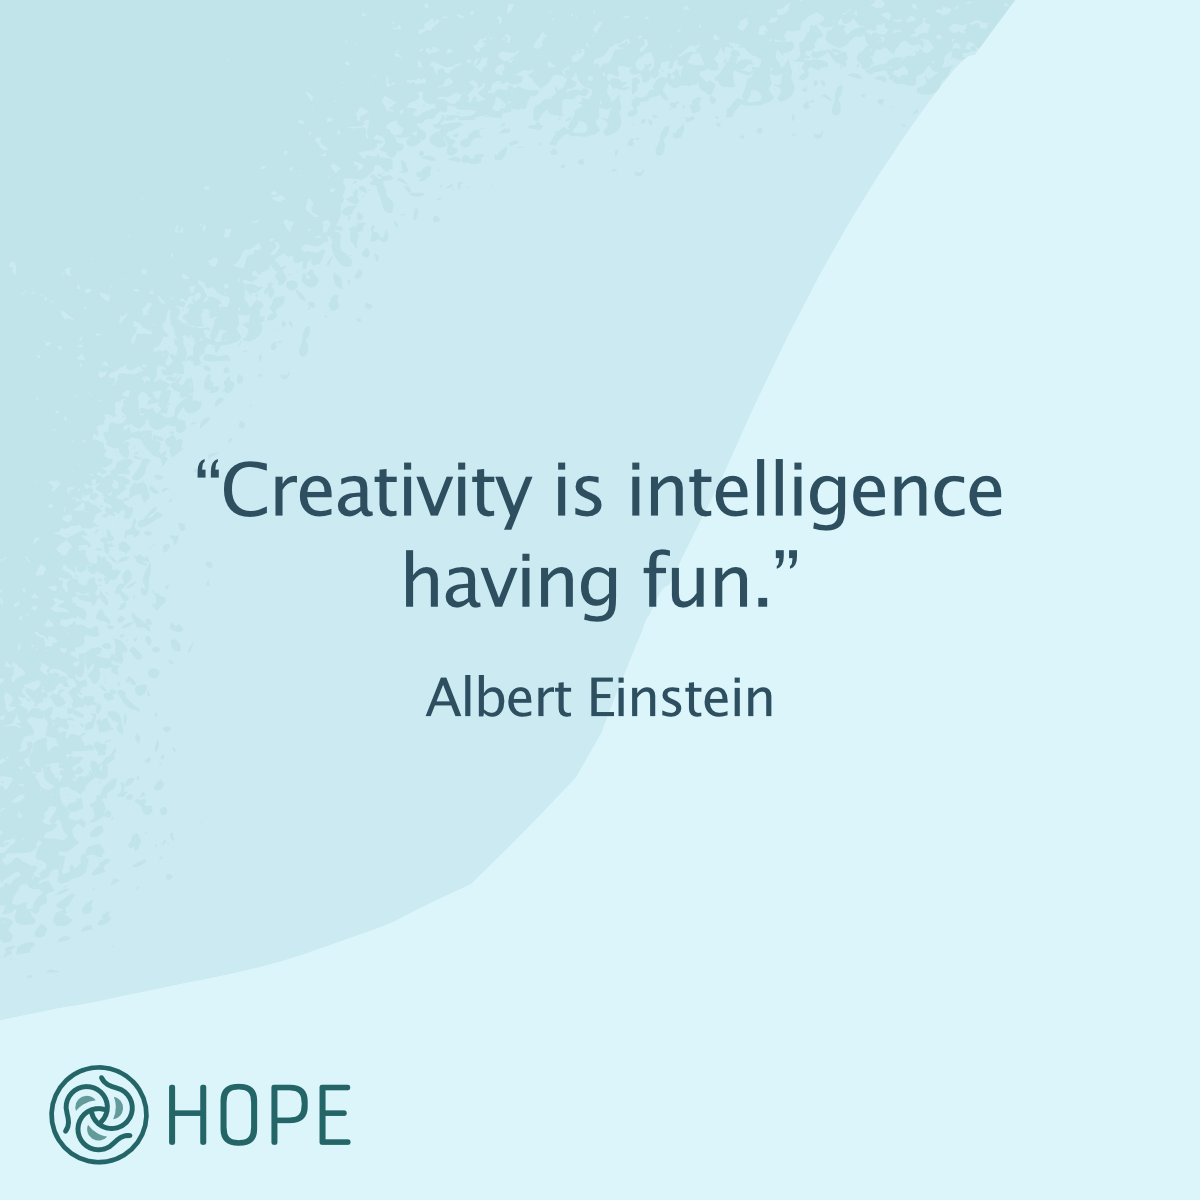 “Creativity is intelligence
having fun.”
Albert Einstein
HOPE